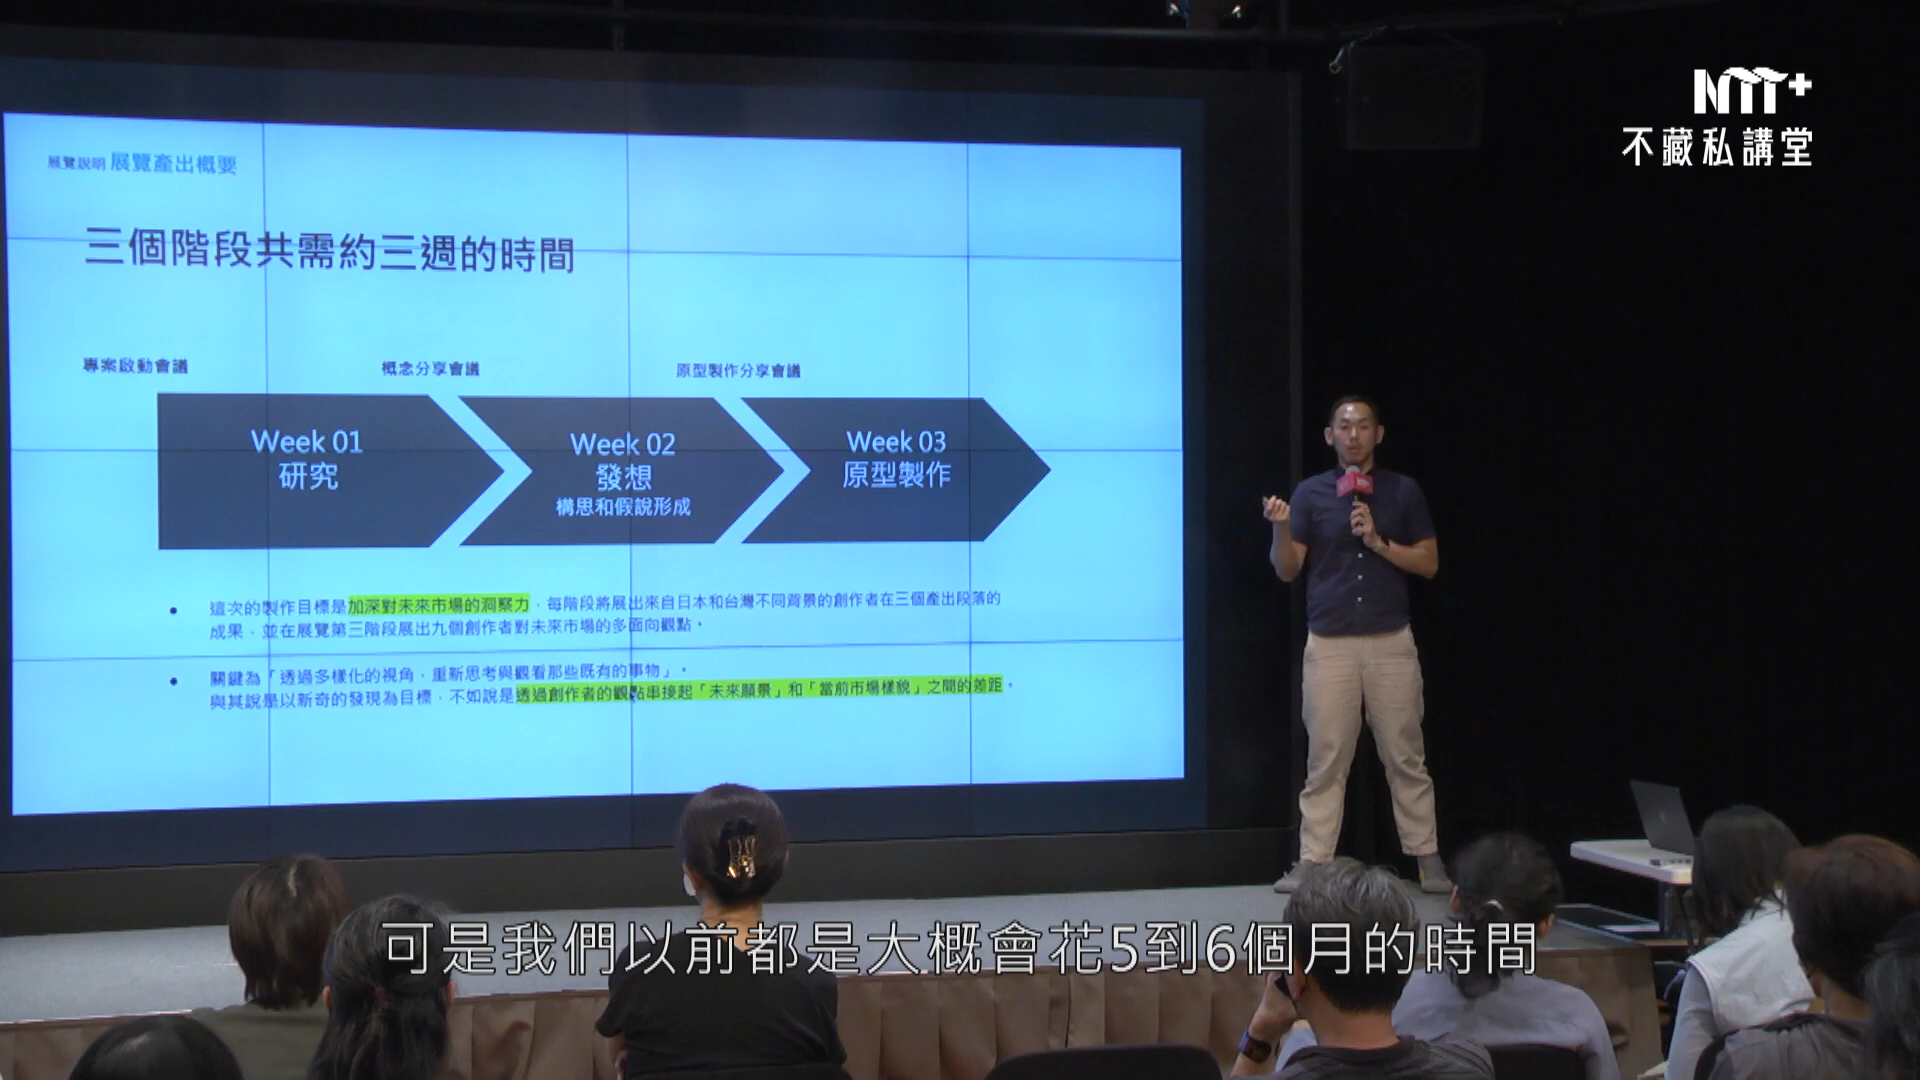 NTT+
不藏私講堂
展覽說明 展覽產出概要
三個階段共需約三週的時間
專案啟動會議
概念分享會議
原型製作分享會議
Week 01
研究
Week 02
發想
構思和假說形成
Week 03
原型製作
• 這次的製作目標是加深對未來市場的洞察力，每階段將展出來自日本和台灣不同背景的創作者在三個產出段落的
成果，並在展覽第三階段展出九個創作者對未來市場的多面向觀點。
• 關鍵為「透過多樣化的視角，重新思考與觀看那些既有的事物」。
與其說是以新奇的發現為目標，不如說是透過創作者的觀點串接起「未來願景」和「當前市場樣貌」之間的差距。
可是我們以前都是大概會花5到6個月的時間